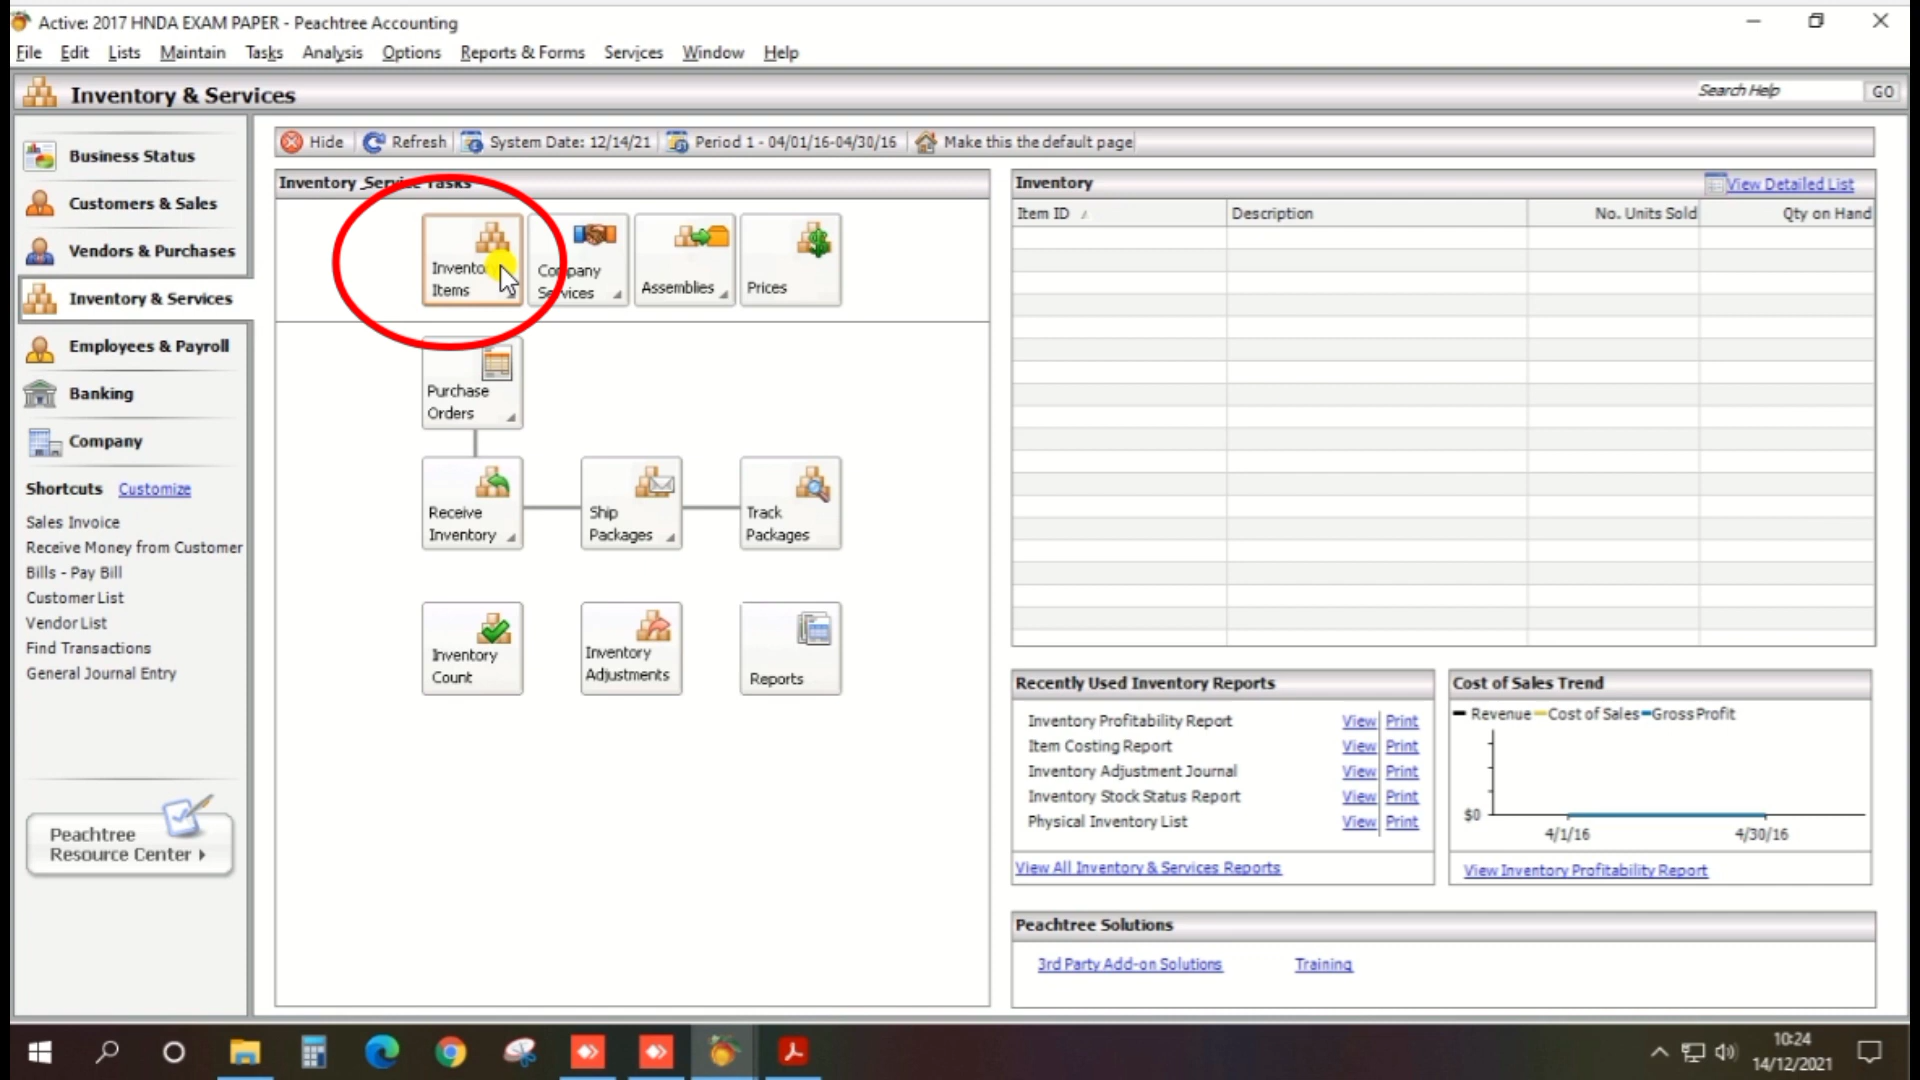 Active: 2017 HNDA EXAM PAPER - Peachtree Accounting
File Edit Lists Maintain Tasks Analysis Options Reports & Forms Services Window Help
Inventory & Services
Search Help GO
Hide Refresh System Date: 12/14/21 Period 1 - 04/01/16-04/30/16 Make this the default page
Business Status
Customers & Sales
Vendors & Purchases
Inventory & Services
Employees & Payroll
Banking
Company
Shortcuts Customize
Sales Invoice
Receive Money from Customer
Bills - Pay Bill
Customer List
Vendor List
Find Transactions
General Journal Entry
Peachtree
Resource Center
Inventory Service Tasks
Items
Company
Services
Assemblies
Prices
Purchase
Orders
Receive
Inventory
Ship
Packages
Track
Packages
Inventory
Count
Inventory
Adjustments
Reports
Inventory View Detailed List
Item ID Description No. Units Sold Qty on Hand
Recently Used Inventory Reports
Inventory Profitability Report View Print
Item Costing Report View Print
Inventory Adjustment Journal View Print
Inventory Stock Status Report View Print
Physical Inventory List View Print
View All Inventory & Services Reports
Cost of Sales Trend
Revenue Cost of Sales Gross Profit
$0
4/1/16 4/30/16
View Inventory Profitability Report
Peachtree Solutions
3rd Party Add-on Solutions Training
10:24
14/12/2021